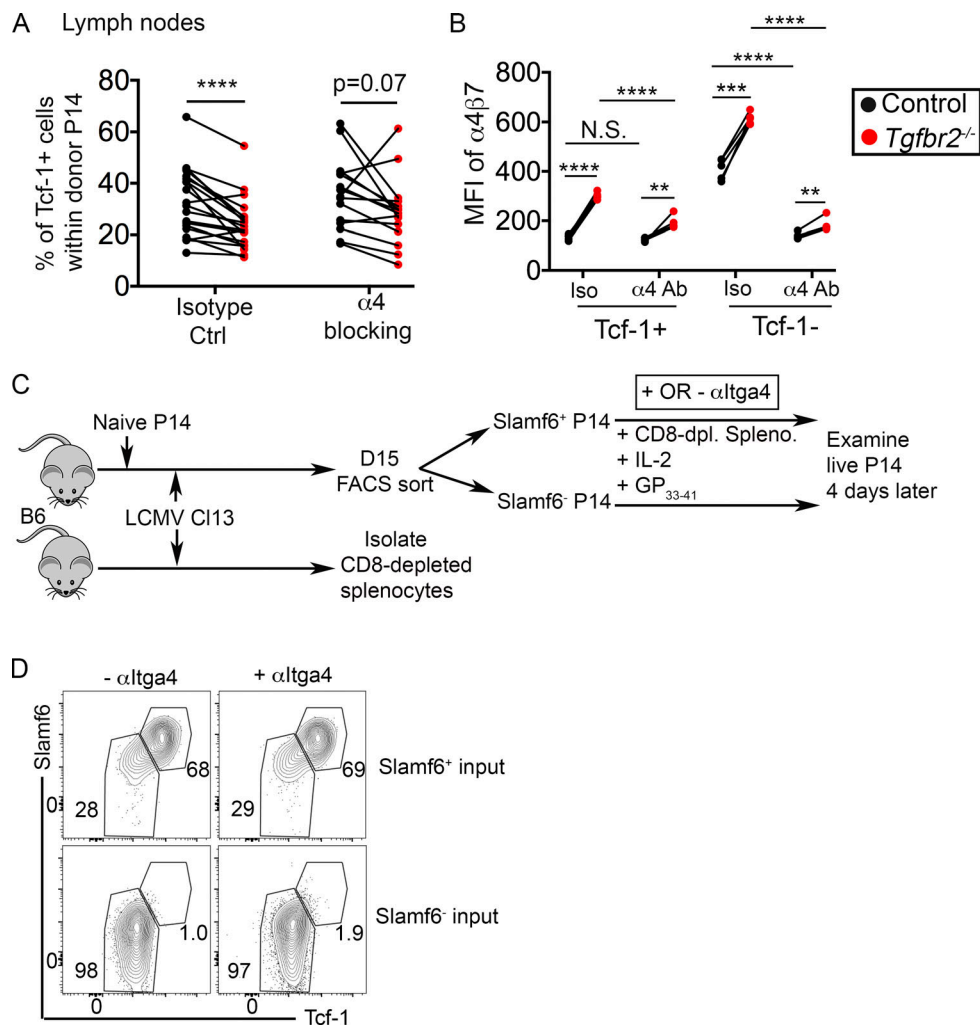 A Lymph nodes
% of Tcf-1+ cells
within donor P14
80
60
40
20
0
****
p=0.07
Isotype
Ctrl
α4
blocking
B
MFI of α4β7
800
600
400
200
0
****
N.S.
****
**
****
****
***
**
Iso
α4 Ab
Iso
α4 Ab
Tcf-1+
Tcf-1-
Control
Tgfbr2-/-
C
Naive P14
B6
LCMV Cl13
D15
FACS sort
Isolate
CD8-depleted
splenocytes
Slamf6+ P14
Slamf6- P14
+ OR - αItga4
+ CD8-dpl. Spleno.
+ IL-2
+ GP33-41
Examine
live P14
4 days later
D
- αItga4
+ αItga4
Slamf6
0
28
68
29
69
Slamf6+ input
0
98
1.0
97
1.9
Slamf6- input
0
0
Tcf-1